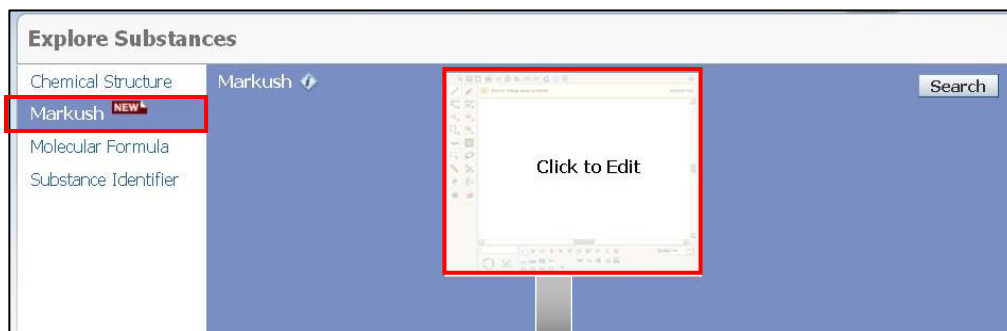 Explore Substances
Chemical Structure
Markush NEW
Molecular Formula
Substance Identifier
Markush i
Search
Click to Edit